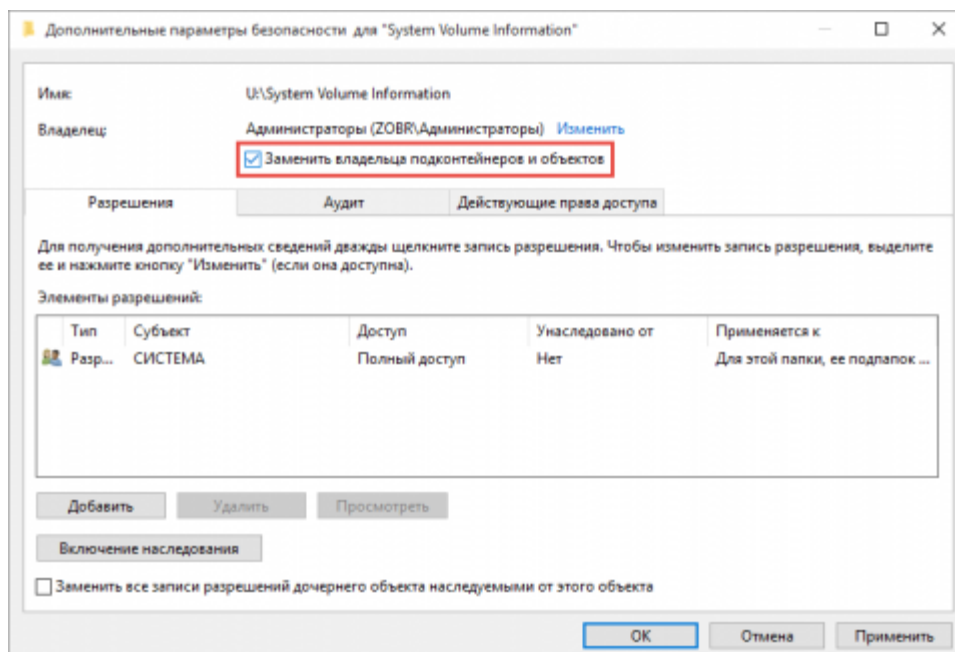 Дополнительные параметры безопасности для "System Volume Information"
Имя: U:\System Volume Information
Владелец: Администраторы (ZOBR\Администраторы) Изменить
Заменить владельца подконтейнеров и объектов
Разрешения Аудит Действующие права доступа
Для получения дополнительных сведений дважды щелкните запись разрешения. Чтобы изменить запись разрешения, выделите
ее и нажмите кнопку "Изменить" (если она доступна).
Элементы разрешений:
Тип Субъект Доступ Унаследовано от Применяется к
Разр... СИСТЕМА Полный доступ Нет Для этой папки, ее подпапок ...
Добавить Удалить Просмотреть
Включение наследования
Заменить все записи разрешений дочернего объекта наследуемыми от этого объекта
ОК Отмена Применить